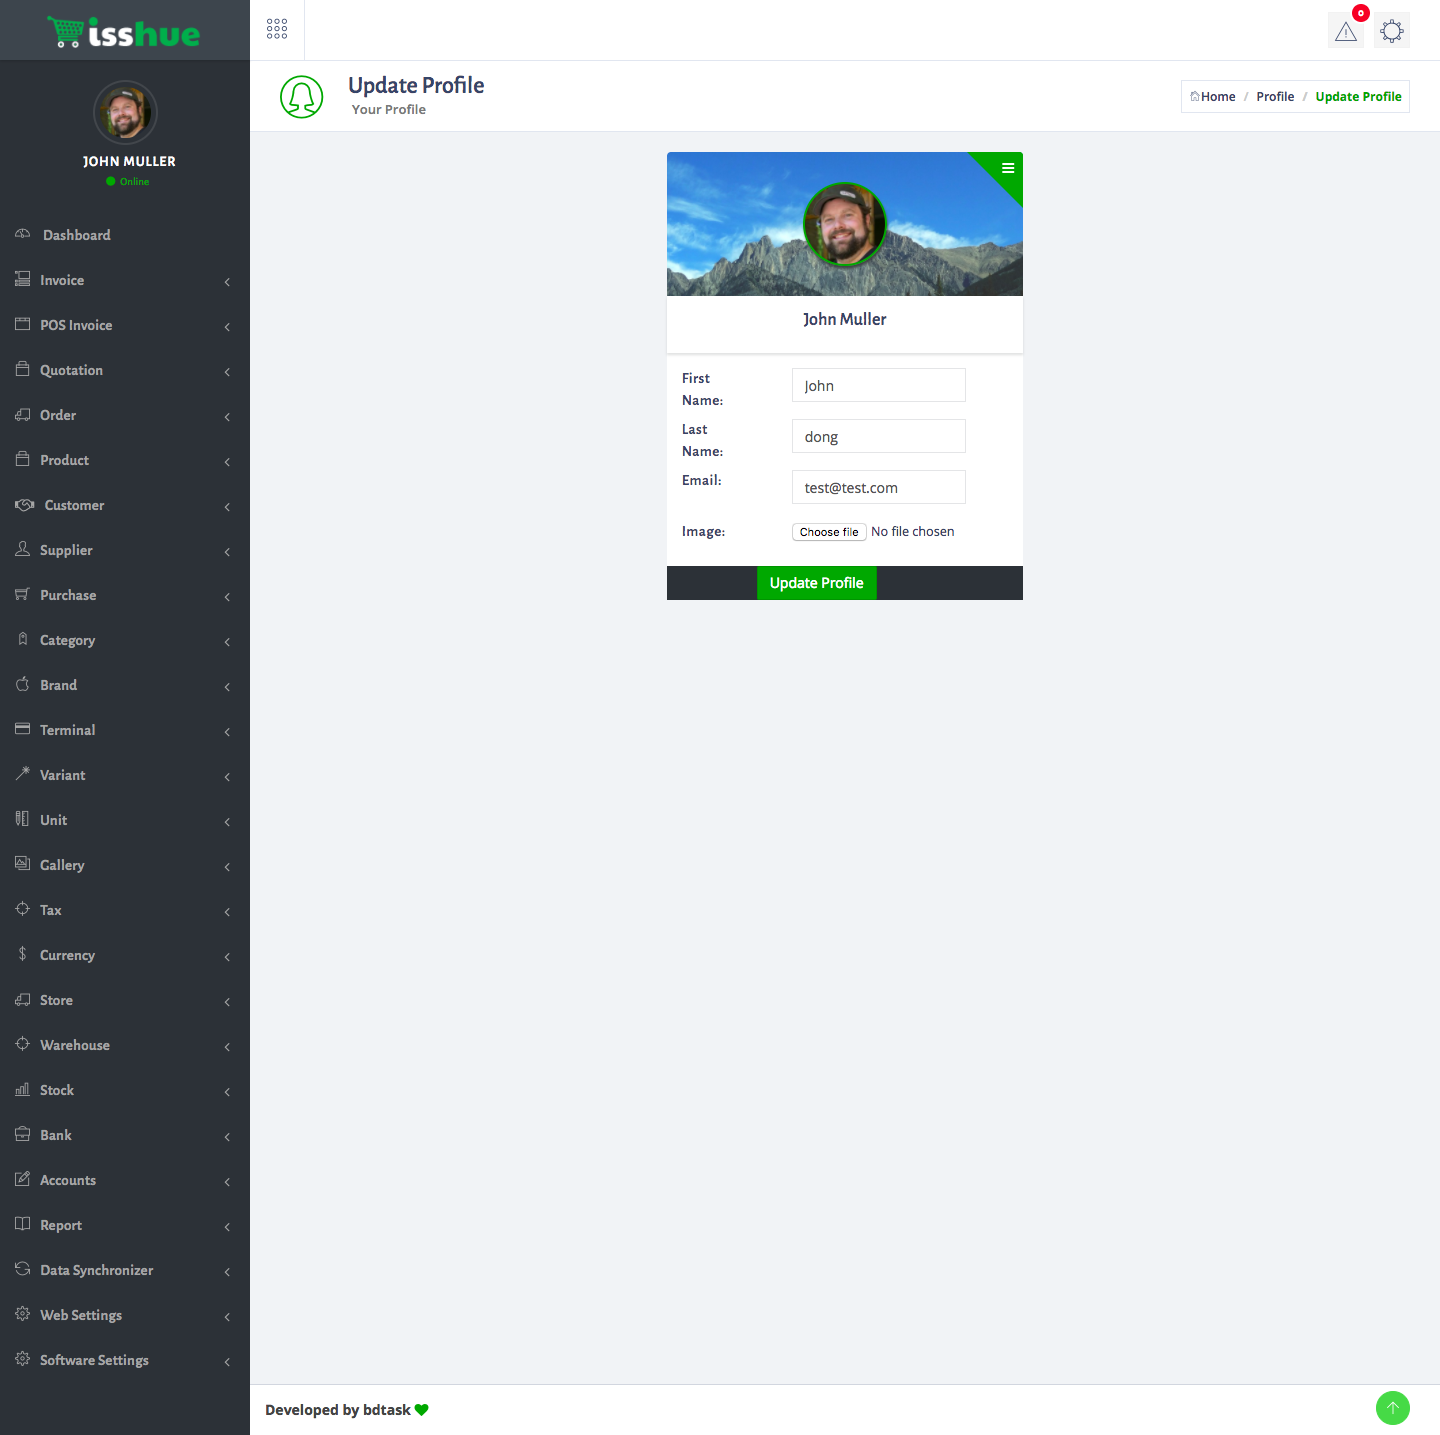 isshue
0
JOHN MULLER
Online
Dashboard
Invoice
POS Invoice
Quotation
Order
Product
Customer
Supplier
Purchase
Category
Brand
Terminal
Variant
Unit
Gallery
Tax
Currency
Store
Warehouse
Stock
Bank
Accounts
Report
Data Synchronizer
Web Settings
Software Settings
Update Profile
Your Profile
Home / Profile / Update Profile
John Muller
First
Name:
John
Last
Name:
dong
Email:
test@test.com
Image:
Choose file No file chosen
Update Profile
Developed by bdtask